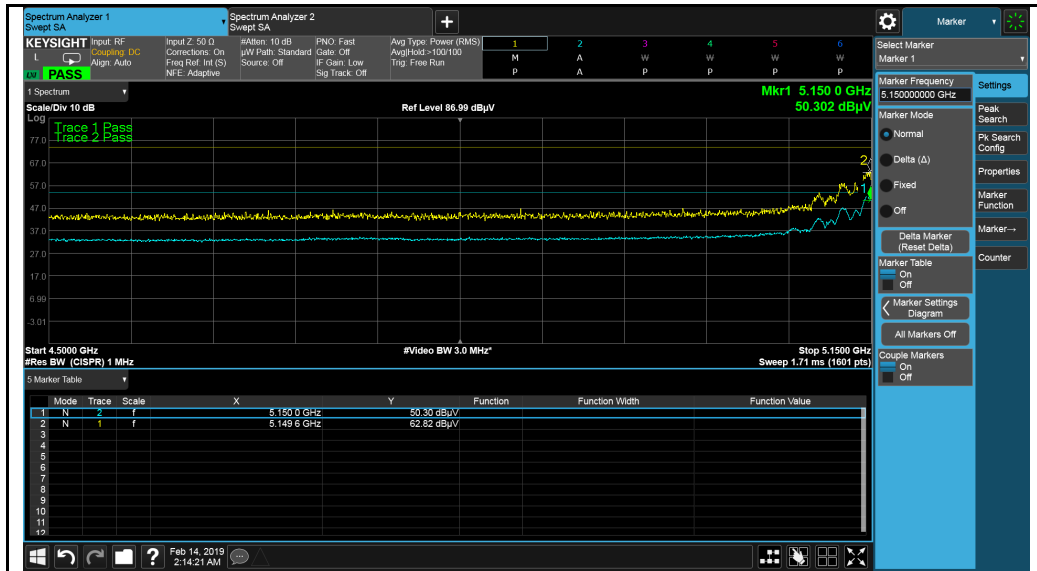 Spectrum Analyzer 1
Swept SA
Spectrum Analyzer 2
Swept SA
+
Marker
KEYSIGHT
L
LXI PASS
Input: RF
Coupling: DC
Align: Auto
Input Z: 50 Ω
Corrections: On
Freq Ref: Int (S)
NFE: Adaptive
#Atten: 10 dB
µW Path: Standard
Source: Off
PNO: Fast
Gate: Off
IF Gain: Low
Sig Track: Off
Avg Type: Power (RMS)
Avg|Hold:>100/100
Trig: Free Run
1 2 3 4 5 6
M A W W W W
P A P P P P
Select Marker
Marker 1
1 Spectrum
Scale/Div 10 dB
Log
Ref Level 86.99 dBµV
Mkr1 5.150 0 GHz
50.302 dBµV
Trace 1 Pass
Trace 2 Pass
77.0
67.0
57.0
47.0
37.0
27.0
17.0
6.99
-3.01
2
1
Start 4.5000 GHz
#Res BW (CISPR) 1 MHz
#Video BW 3.0 MHz*
Stop 5.1500 GHz
Sweep 1.71 ms (1601 pts)
5 Marker Table
Mode Trace Scale X Y Function Function Width Function Value
1 N 2 f 5.150 0 GHz 50.30 dBµV
2 N 1 f 5.149 6 GHz 62.82 dBµV
3
4
5
6
7
8
9
10
11
12
Marker Frequency
5.150000000 GHz
Marker Mode
Normal
Delta (Δ)
Fixed
Off
Delta Marker
(Reset Delta)
Marker Table
On
Off
Marker Settings
Diagram
All Markers Off
Couple Markers
On
Off
Settings
Peak
Search
Pk Search
Config
Properties
Marker
Function
Marker→
Counter
?
Feb 14, 2019
2:14:21 AM